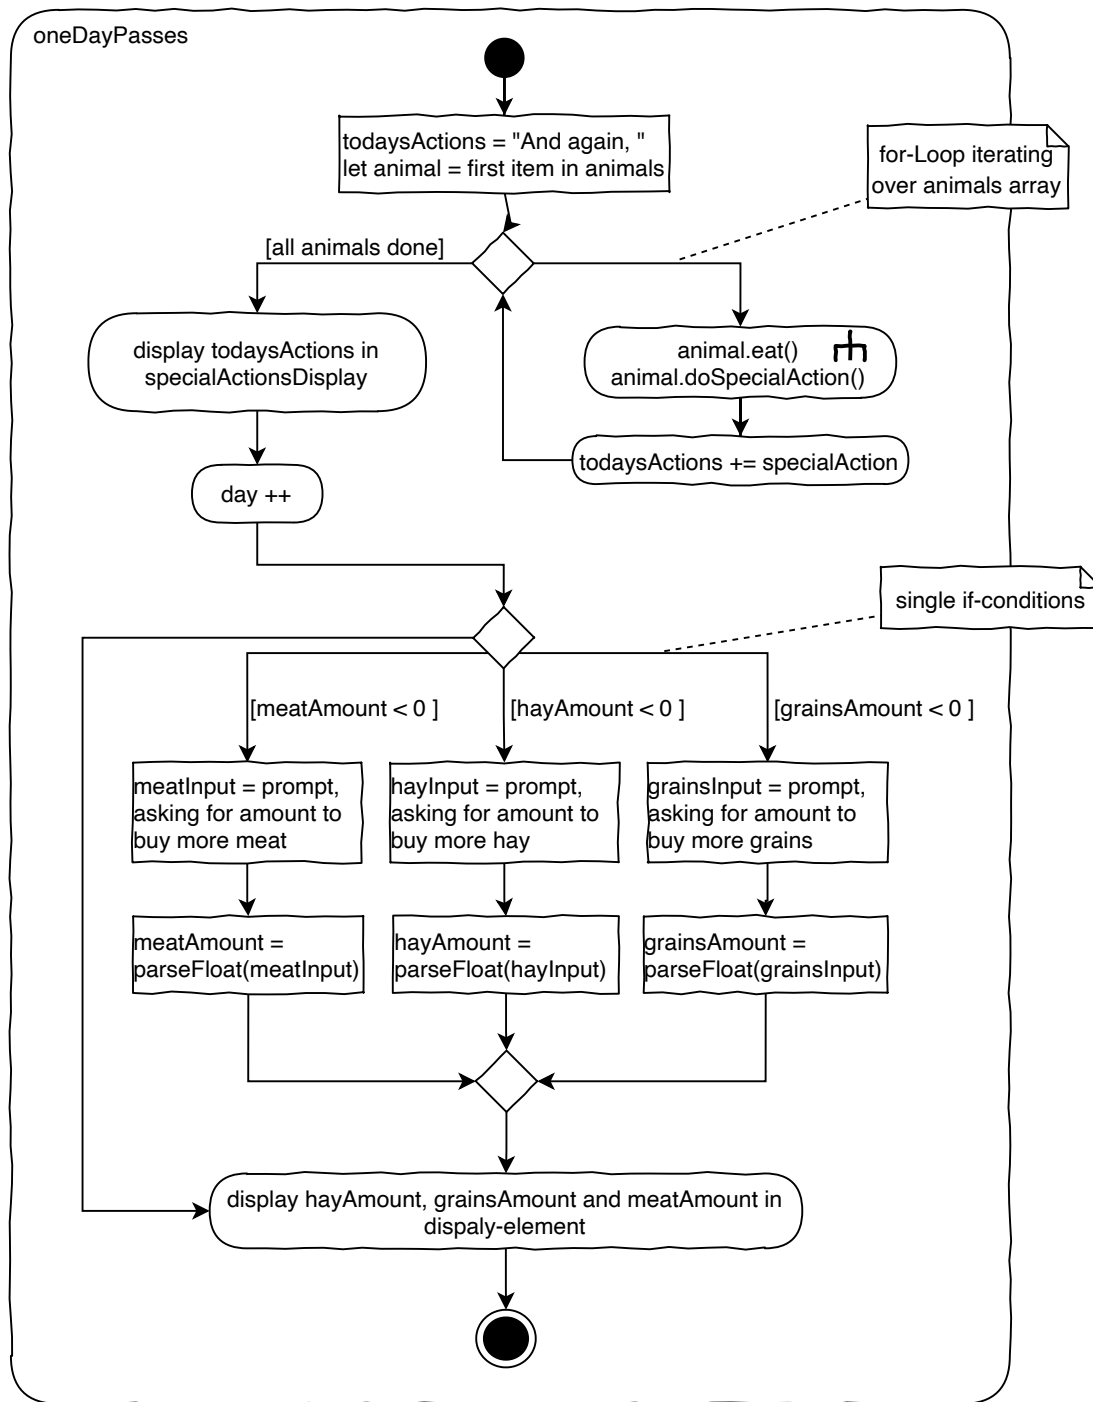 oneDayPasses
todaysActions = "And again, "
let animal = first item in animals
for-Loop iterating
over animals array
[all animals done]
display todaysActions in
specialActionsDisplay
animal.eat()
animal.doSpecialAction()
todaysActions += specialAction
day ++
single if-conditions
[meatAmount < 0 ]
[hayAmount < 0 ]
[grainsAmount < 0 ]
meatInput = prompt,
asking for amount to
buy more meat
hayInput = prompt,
asking for amount to
buy more hay
grainsInput = prompt,
asking for amount to
buy more grains
meatAmount =
parseFloat(meatInput)
hayAmount =
parseFloat(hayInput)
grainsAmount =
parseFloat(grainsInput)
display hayAmount, grainsAmount and meatAmount in
dispaly-element